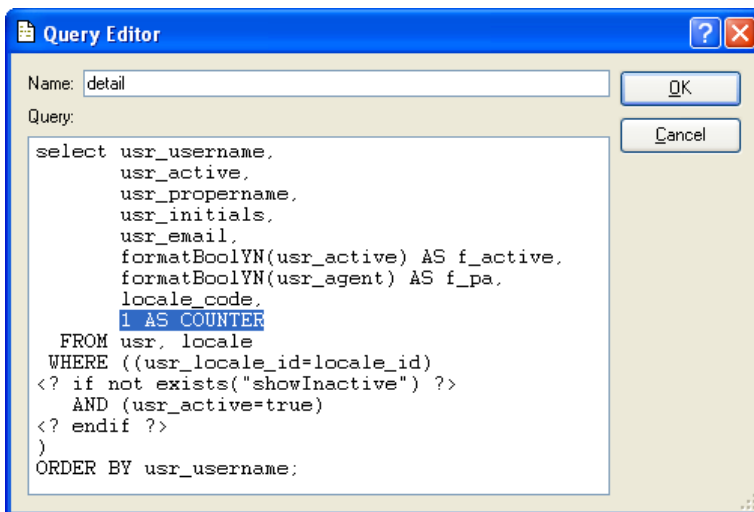 Query Editor
Name: detail
OK
Query:
Cancel
select usr_username,
       usr_active,
       usr_propername,
       usr_initials,
       usr_email,
       formatBoolYN(usr_active) AS f_active,
       formatBoolYN(usr_agent) AS f_pa,
       locale_code,
       1 AS COUNTER
  FROM usr, locale
 WHERE ((usr_locale_id=locale_id)
<? if not exists("showInactive") ?>
   AND (usr_active=true)
<? endif ?>
)
ORDER BY usr_username;